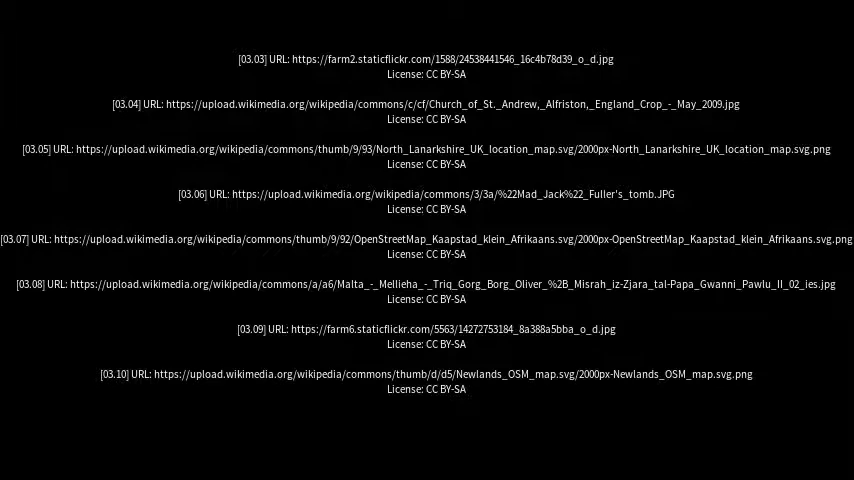 [03.03] URL: https://farm2.staticflickr.com/1588/24538441546_16c4b78d39_o_d.jpg
License: CC BY-SA
[03.04] URL: https://upload.wikimedia.org/wikipedia/commons/c/cf/Church_of_St._Andrew,_Alfriston,_England_Crop_-_May_2009.jpg
License: CC BY-SA
[03.05] URL: https://upload.wikimedia.org/wikipedia/commons/thumb/9/93/North_Lanarkshire_UK_location_map.svg/2000px-North_Lanarkshire_UK_location_map.svg.png
License: CC BY-SA
[03.06] URL: https://upload.wikimedia.org/wikipedia/commons/3/3a/%22Mad_Jack%22_Fuller's_tomb.JPG
License: CC BY-SA
[03.07] URL: https://upload.wikimedia.org/wikipedia/commons/thumb/9/92/OpenStreetMap_Kaapstad_klein_Afrikaans.svg/2000px-OpenStreetMap_Kaapstad_klein_Afrikaans.svg.png
License: CC BY-SA
[03.08] URL: https://upload.wikimedia.org/wikipedia/commons/a/a6/Malta_-_Mellieha_-_Triq_Gorg_Borg_Oliver_%2B_Misrah_iz-Zjara_tal-Papa_Gwanni_Pawlu_II_02_ies.jpg
License: CC BY-SA
[03.09] URL: https://farm6.staticflickr.com/5563/14272753184_8a388a5bba_o_d.jpg
License: CC BY-SA
[03.10] URL: https://upload.wikimedia.org/wikipedia/commons/thumb/d/d5/Newlands_OSM_map.svg/2000px-Newlands_OSM_map.svg.png
License: CC BY-SA